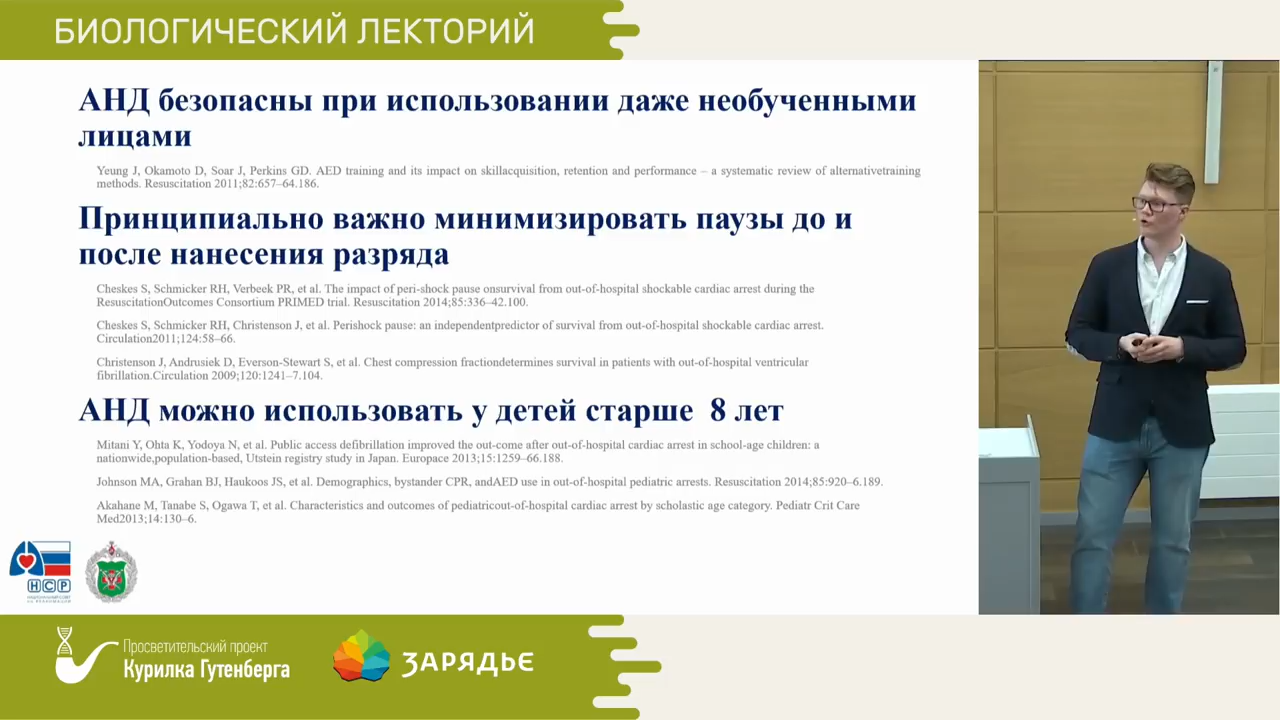 БИОЛОГИЧЕСКИЙ ЛЕКТОРИЙ
АНД безопасны при использовании даже необученными
лицами
Yeung J, Okamoto D, Soar J, Perkins GD. AED training and its impact on skillacquisition, retention and performance – a systematic review of alternativetraining
methods. Resuscitation 2011;82:657–64.186.
Принципиально важно минимизировать паузы до и
после нанесения разряда
Cheskes S, Schmicker RH, Verbeek PR, et al. The impact of peri-shock pause onsurvival from out-of-hospital shockable cardiac arrest during the
ResuscitationOutcomes Consortium PRIMED trial. Resuscitation 2014;85:336–42.100.
Cheskes S, Schmicker RH, Christenson J, et al. Perishock pause: an independentpredictor of survival from out-of-hospital shockable cardiac arrest.
Circulation2011;124:58–66.
Christenson J, Andrusiek D, Everson-Stewart S, et al. Chest compression fractiondetermines survival in patients with out-of-hospital ventricular
fibrillation.Circulation 2009;120:1241–7.104.
АНД можно использовать у детей старше 8 лет
Mitani Y, Ohta K, Yodoya N, et al. Public access defibrillation improved the out-come after out-of-hospital cardiac arrest in school-age children: a
nationwide,population-based, Utstein registry study in Japan. Europace 2013;15:1259–66.188.
Johnson MA, Grahan BJ, Haukoos JS, et al. Demographics, bystander CPR, andAED use in out-of-hospital pediatric arrests. Resuscitation 2014;85:920–6.189.
Akahane M, Tanabe S, Ogawa T, et al. Characteristics and outcomes of pediatricout-of-hospital cardiac arrest by scholastic age category. Pediatr Crit Care
Med2013;14:130–6.
НСР
Просветительский проект
Курилка Гутенберга
ЗАРЯДЬЕ